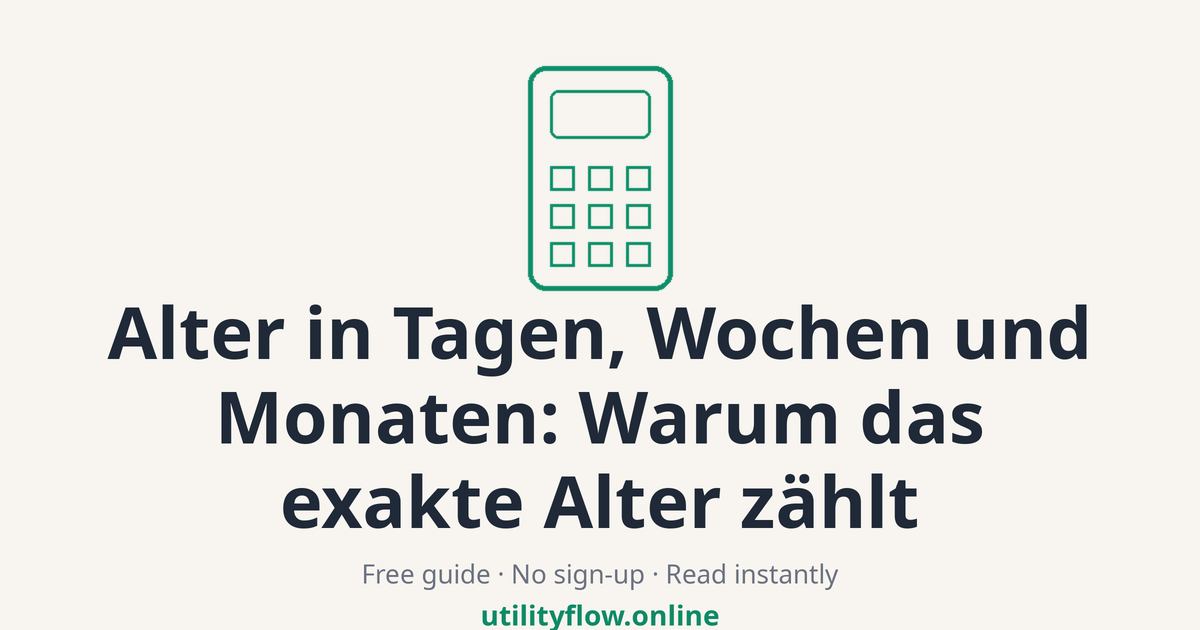 Alter in Tagen, Wochen und
Monaten: Warum das
exakte Alter zählt
Free guide · No sign-up · Read instantly
utilityflow.online